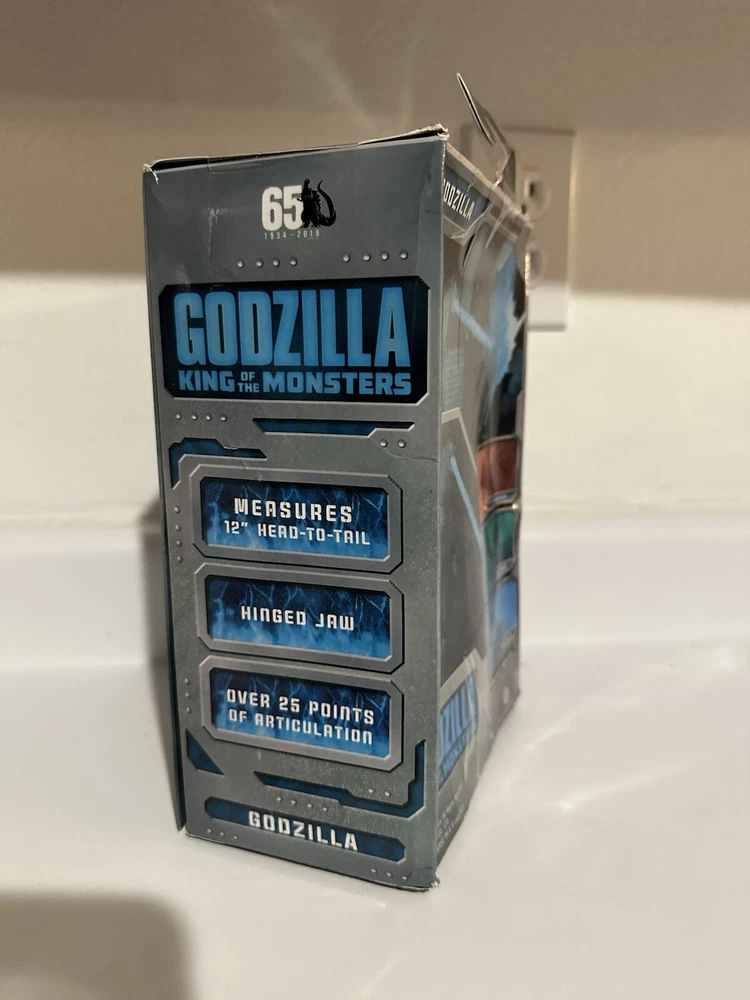 65
1954-2019
GODZILLA
KING OF THE MONSTERS
MEASURES
12" HEAD-TO-TAIL
HINGED JAW
OVER 25 POINTS
OF ARTICULATION
GODZILLA
GODZILLA